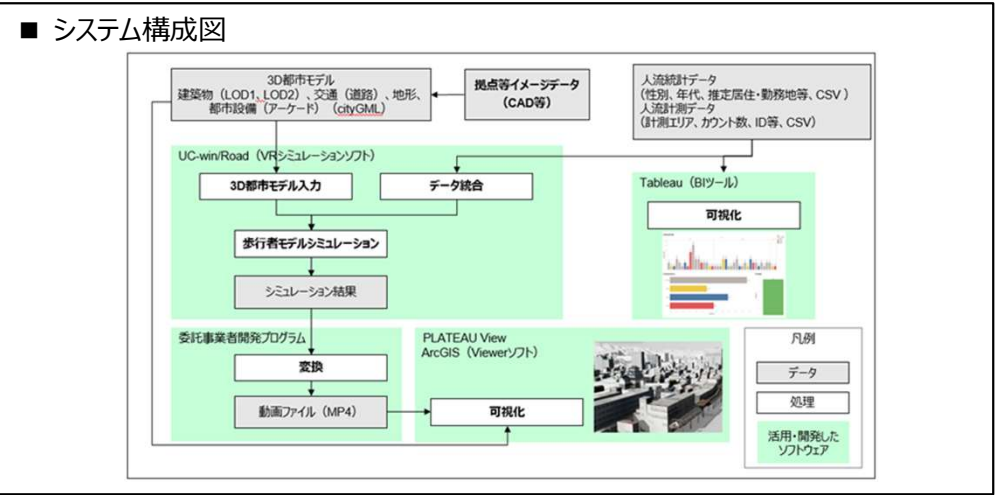 ■ システム構成図
3D都市モデル
建築物（LOD1、LOD2）、交通（道路）、地形、
都市設備（アーケード）（cityGML）
拠点等イメージデータ
（CAD等）
人流統計データ
（性別、年代、推定居住・勤務地等、CSV ）
人流計測データ
（計測エリア、カウント数、ID等、CSV）
UC-win/Road（VRシミュレーションソフト）
3D都市モデル入力
データ統合
歩行者モデルシミュレーション
シミュレーション結果
Tableau（BIツール）
可視化
委託事業者開発プログラム
変換
動画ファイル（MP4）
PLATEAU View
ArcGIS（Viewerソフト）
可視化
凡例
データ
処理
活用・開発した
ソフトウェア